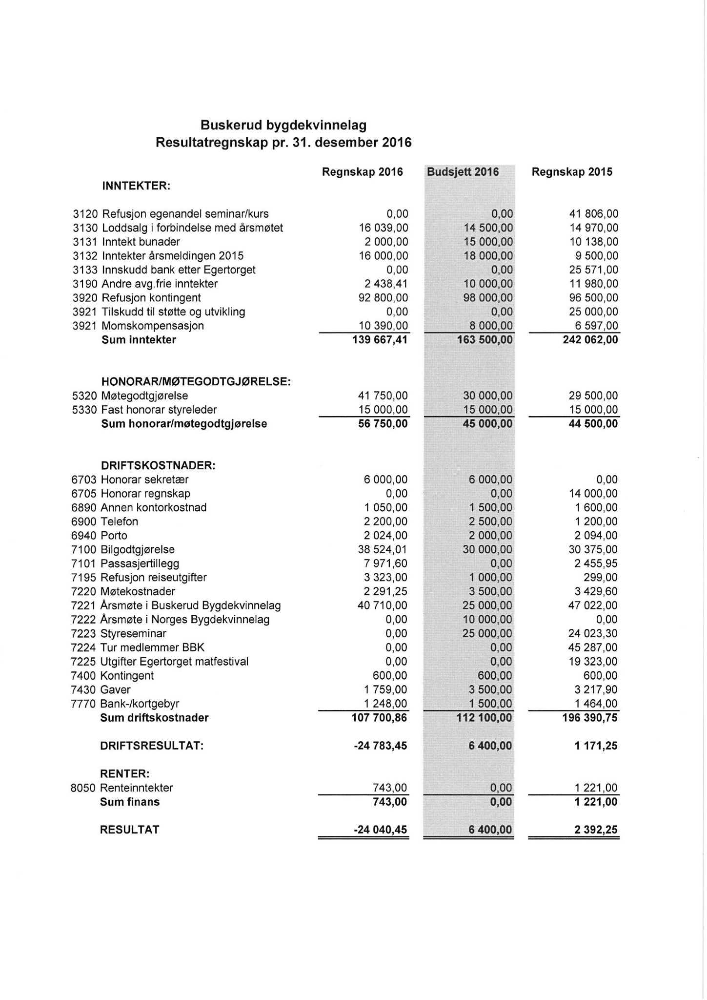 Buskerud bygdekvinnelag
Resultatregnskap pr. 31. desember 2016
Regnskap 2016 Budsjett 2016 Regnskap 2015
INNTEKTER:
3120 Refusjon egenandel seminar/kurs 0,00 0,00 41 806,00
3130 Loddsalg i forbindelse med årsmøtet 16 039,00 14 500,00 14 970,00
3131 Inntekt bunader 2 000,00 15 000,00 10 138,00
3132 Inntekter årsmeldingen 2015 16 000,00 18 000,00 9 500,00
3133 Innskudd bank etter Egertorget 0,00 0,00 25 571,00
3190 Andre avg.frie inntekter 2 438,41 10 000,00 11 980,00
3920 Refusjon kontingent 92 800,00 98 000,00 96 500,00
3921 Tilskudd til støtte og utvikling 0,00 0,00 25 000,00
3921 Momskompensasjon 10 390,00 8 000,00 6 597,00
Sum inntekter 139 667,41 163 500,00 242 062,00
HONORAR/MØTEGODTGJØRELSE:
5320 Møtegodtgjørelse 41 750,00 30 000,00 29 500,00
5330 Fast honorar styreleder 15 000,00 15 000,00 15 000,00
Sum honorar/møtegodtgjørelse 56 750,00 45 000,00 44 500,00
DRIFTSKOSTNADER:
6703 Honorar sekretær 6 000,00 6 000,00 0,00
6705 Honorar regnskap 0,00 0,00 14 000,00
6890 Annen kontorkostnad 1 050,00 1 500,00 1 600,00
6900 Telefon 2 200,00 2 500,00 1 200,00
6940 Porto 2 024,00 2 000,00 2 094,00
7100 Bilgodtgjørelse 38 524,01 30 000,00 30 375,00
7101 Passasjertillegg 7 971,60 0,00 2 455,95
7195 Refusjon reiseutgifter 3 323,00 1 000,00 299,00
7220 Møtekostnader 2 291,25 3 500,00 3 429,60
7221 Årsmøte i Buskerud Bygdekvinnelag 40 710,00 25 000,00 47 022,00
7222 Årsmøte i Norges Bygdekvinnelag 0,00 10 000,00 0,00
7223 Styreseminar 0,00 25 000,00 24 023,30
7224 Tur medlemmer BBK 0,00 0,00 45 287,00
7225 Utgifter Egertorget matfestival 0,00 0,00 19 323,00
7400 Kontingent 600,00 600,00 600,00
7430 Gaver 1 759,00 3 500,00 3 217,90
7770 Bank-/kortgebyr 1 248,00 1 500,00 1 464,00
Sum driftskostnader 107 700,86 112 100,00 196 390,75
DRIFTSRESULTAT: -24 783,45 6 400,00 1 171,25
RENTER:
8050 Renteinntekter 743,00 0,00 1 221,00
Sum finans 743,00 0,00 1 221,00
RESULTAT -24 040,45 6 400,00 2 392,25